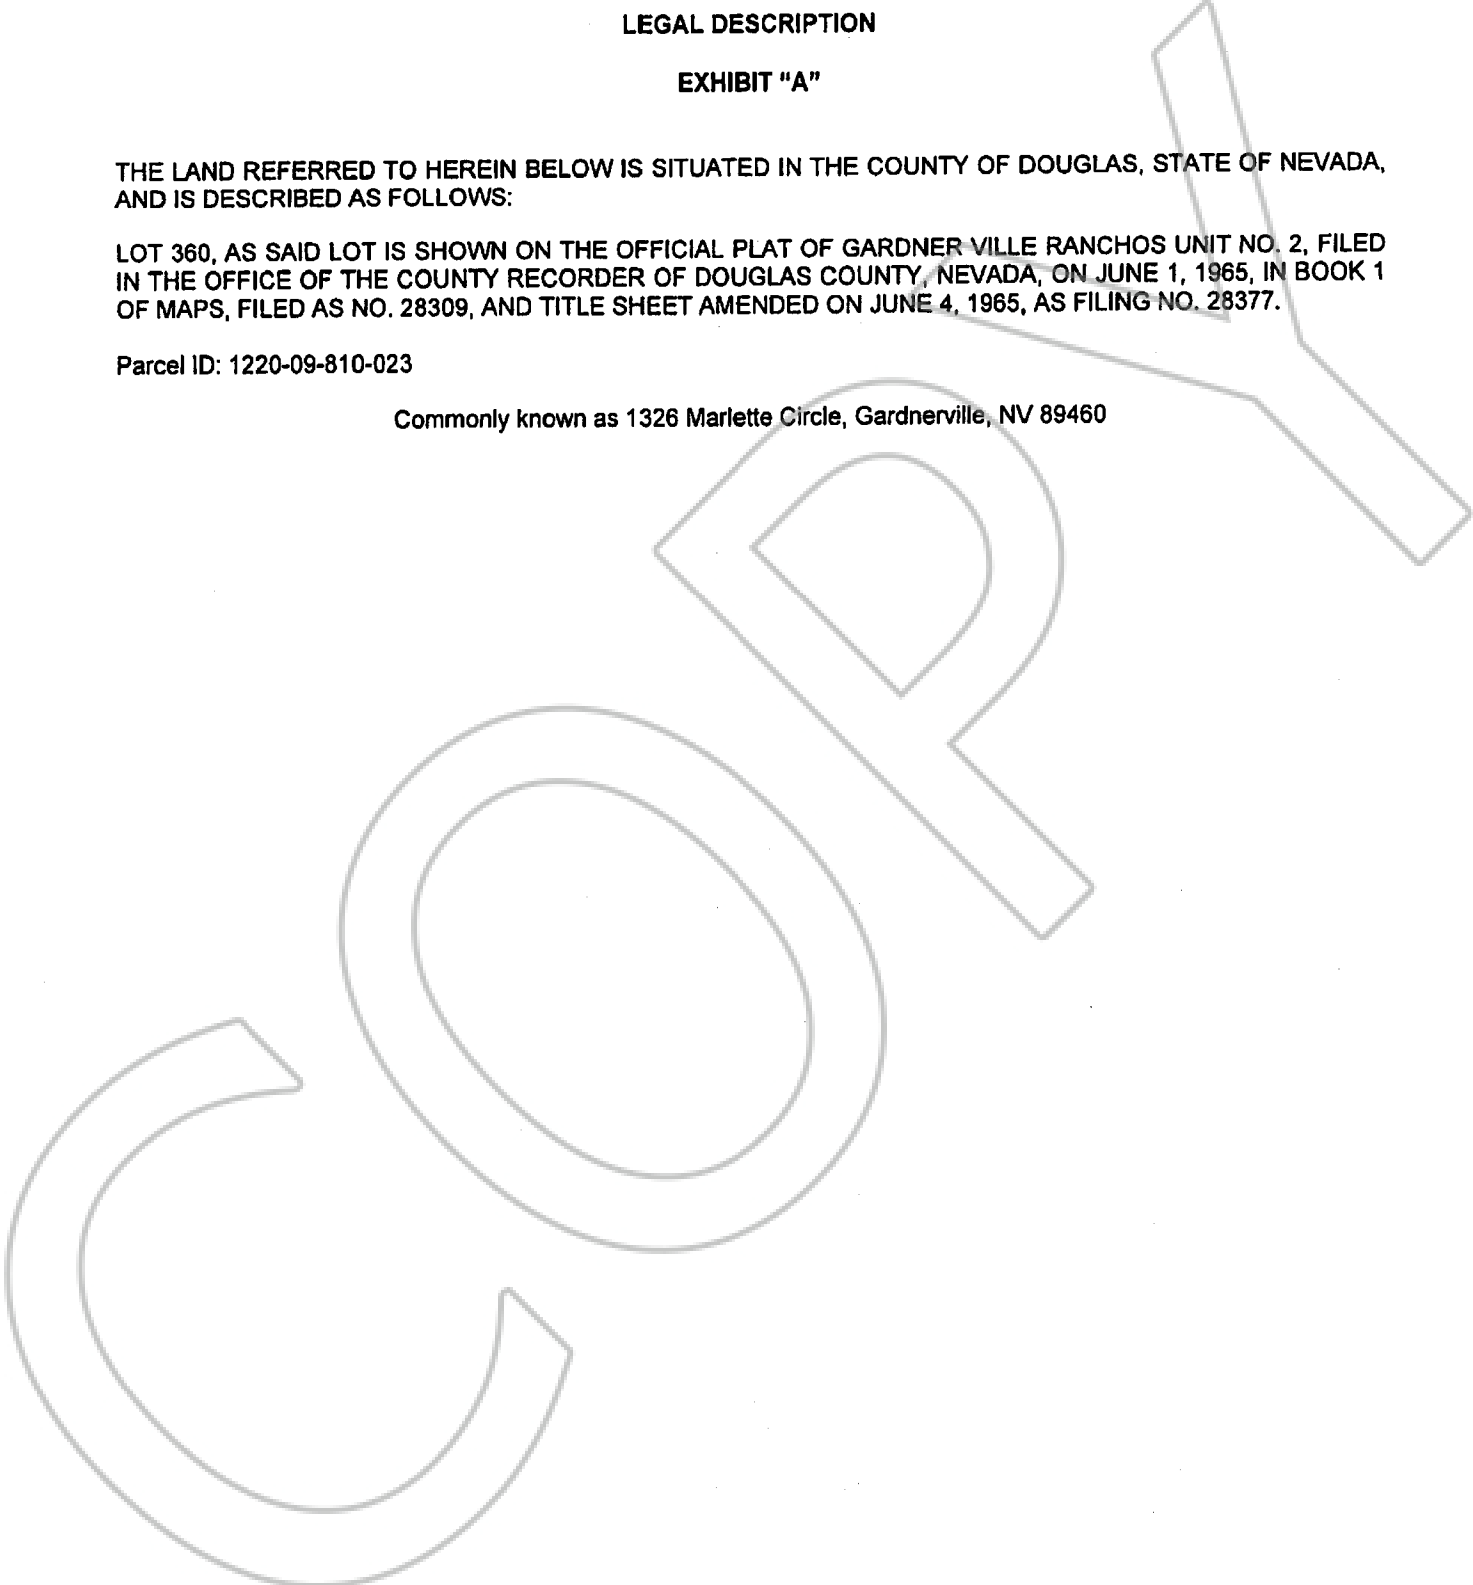 LEGAL DESCRIPTION
EXHIBIT “A”
THE LAND REFERRED TO HEREIN BELOW IS SITUATED IN THE COUNTY OF DOUGLAS, STATE OF NEVADA,
AND IS DESCRIBED AS FOLLOWS:
LOT 360, AS SAID LOT IS SHOWN ON THE OFFICIAL PLAT OF GARDNER VILLE RANCHOS UNIT NO. 2, FILED
IN THE OFFICE OF THE COUNTY RECORDER OF DOUGLAS COUNTY, NEVADA, ON JUNE 1, 1965, IN BOOK 1
OF MAPS, FILED AS NO. 28309, AND TITLE SHEET AMENDED ON JUNE 4, 1965, AS FILING NO. 28377.
Parcel ID: 1220-09-810-023
Commonly known as 1326 Marlette Circle, Gardnerville, NV 89460
COPY